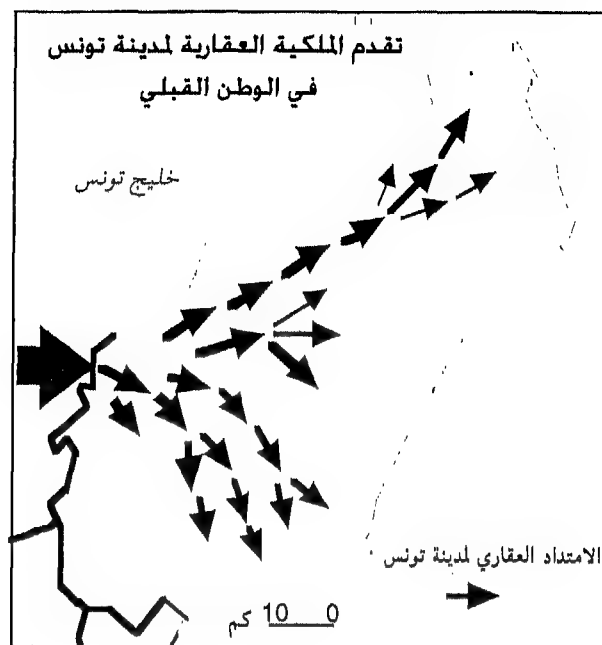 تقدم الملكية العقارية لمدينة تونس
في الوطن القبلي
خليج تونس
الامتداد العقاري لمدينة تونس
0 10 كم